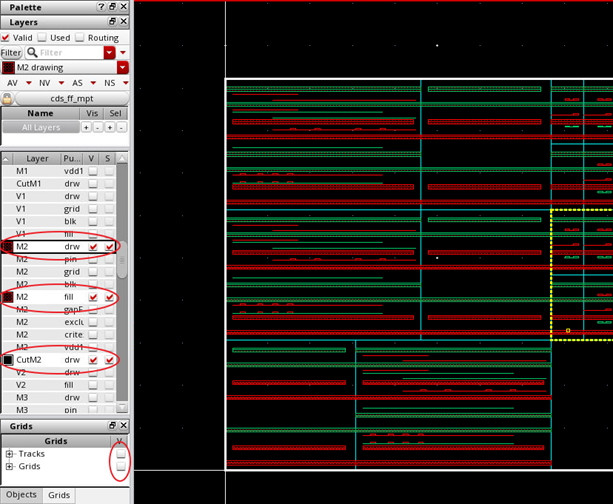 Palette
Layers
Valid Used Routing
Filter Filter
M2 drawing
AV NV AS NS
cds_ff_mpt
Name Vis Sel
All Layers + - + -
Layer Pu... V S
M1 vdd1
CutM1 drw
V1 drw
V1 grid
V1 blk
V1 fill
M2 drw
M2 pin
M2 grid
M2 blk
M2 fill
M2 gapF
M2 exclu
M2 crite
M2 vdd1
CutM2 drw
V2 drw
V2 fill
M3 drw
M3 pin
Grids
Grids V
Tracks
Grids
Objects Grids